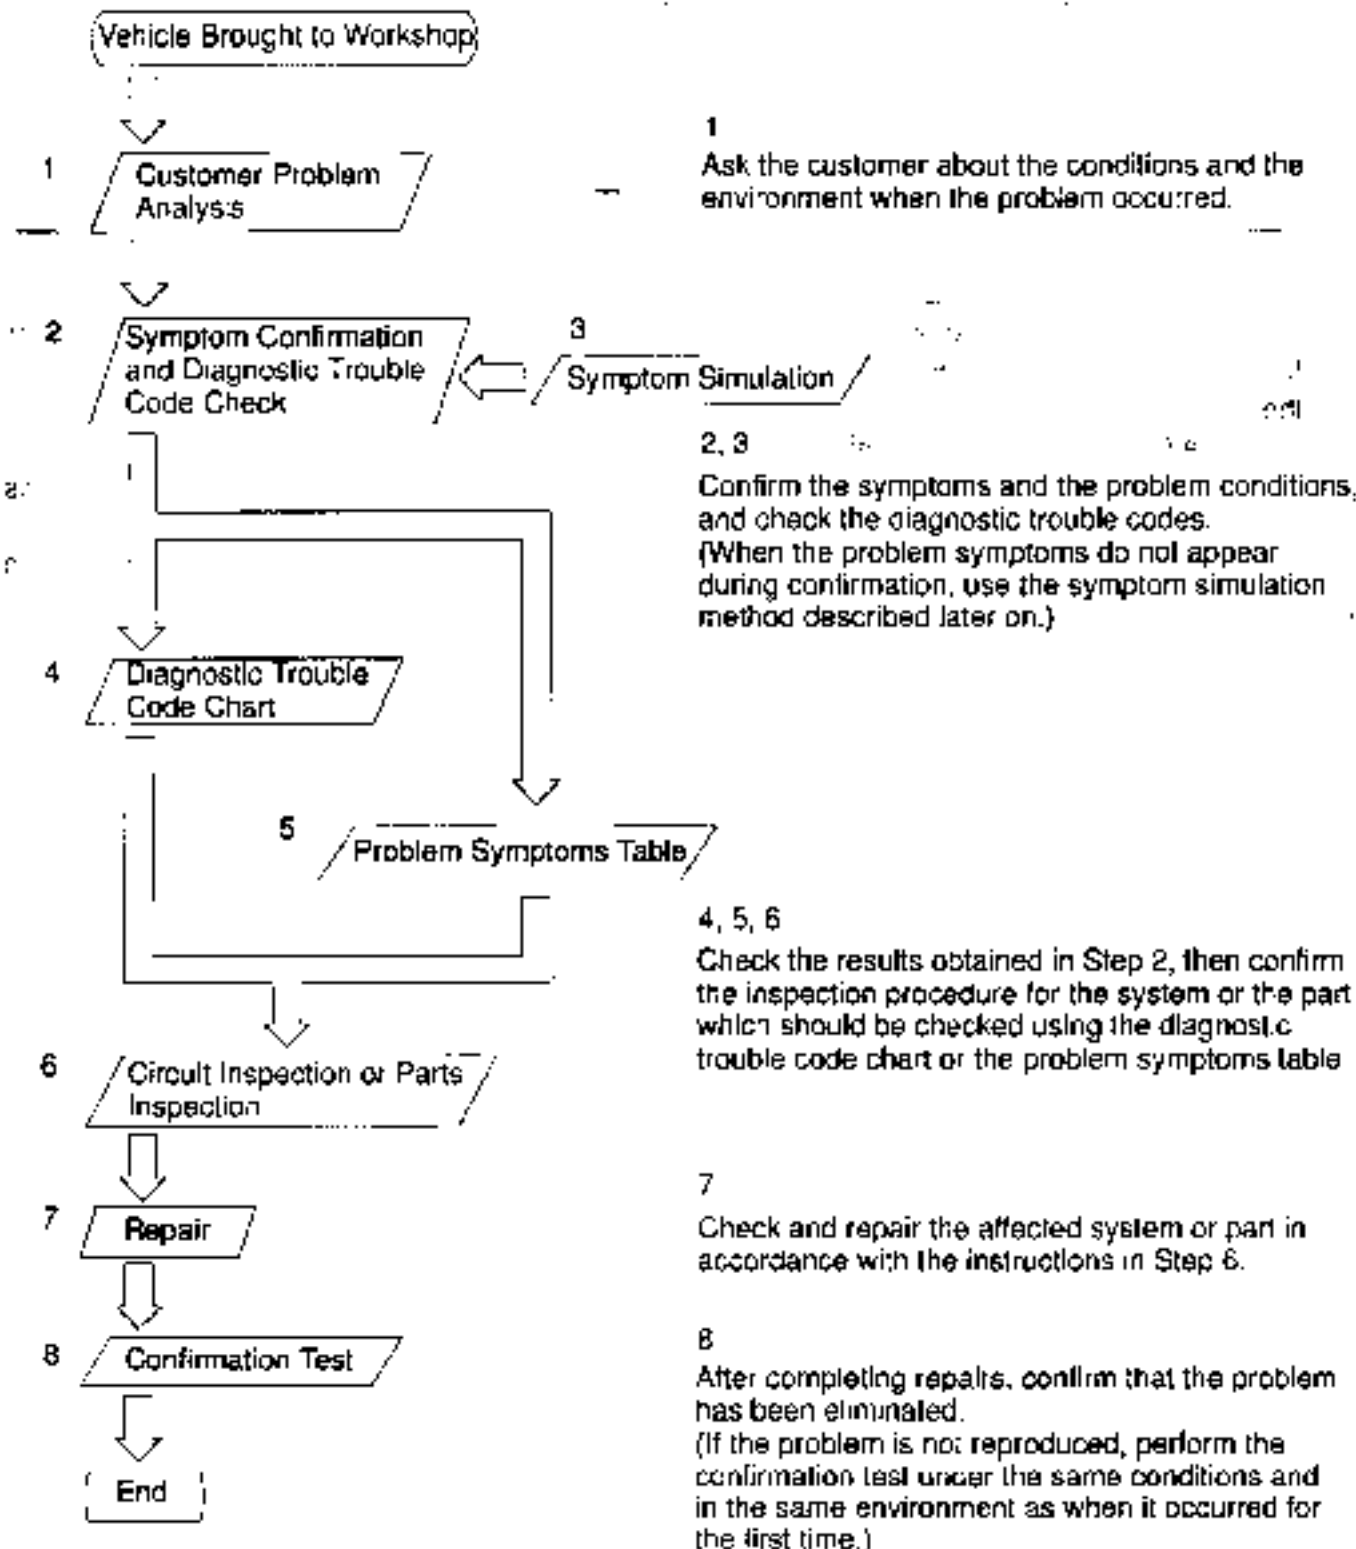 Vehicle Brought to Workshop
1
Customer Problem
Analysis
1
Ask the customer about the conditions and the
environment when the problem occurred.
2
Symptom Confirmation
and Diagnostic Trouble
Code Check
3
Symptom Simulation
2, 3
Confirm the symptoms and the problem conditions,
and check the diagnostic trouble codes.
(When the problem symptoms do not appear
during confirmation, use the symptom simulation
method described later on.)
4
Diagnostic Trouble
Code Chart
5
Problem Symptoms Table
4, 5, 6
Check the results obtained in Step 2, then confirm
the inspection procedure for the system or the part
which should be checked using the diagnostic
trouble code chart or the problem symptoms table
6
Circuit Inspection or Parts
Inspection
7
Repair
7
Check and repair the affected system or part in
accordance with the instructions in Step 6.
8
Confirmation Test
8
After completing repairs, confirm that the problem
has been eliminated.
(If the problem is not reproduced, perform the
confirmation test under the same conditions and
in the same environment as when it occurred for
the first time.)
End